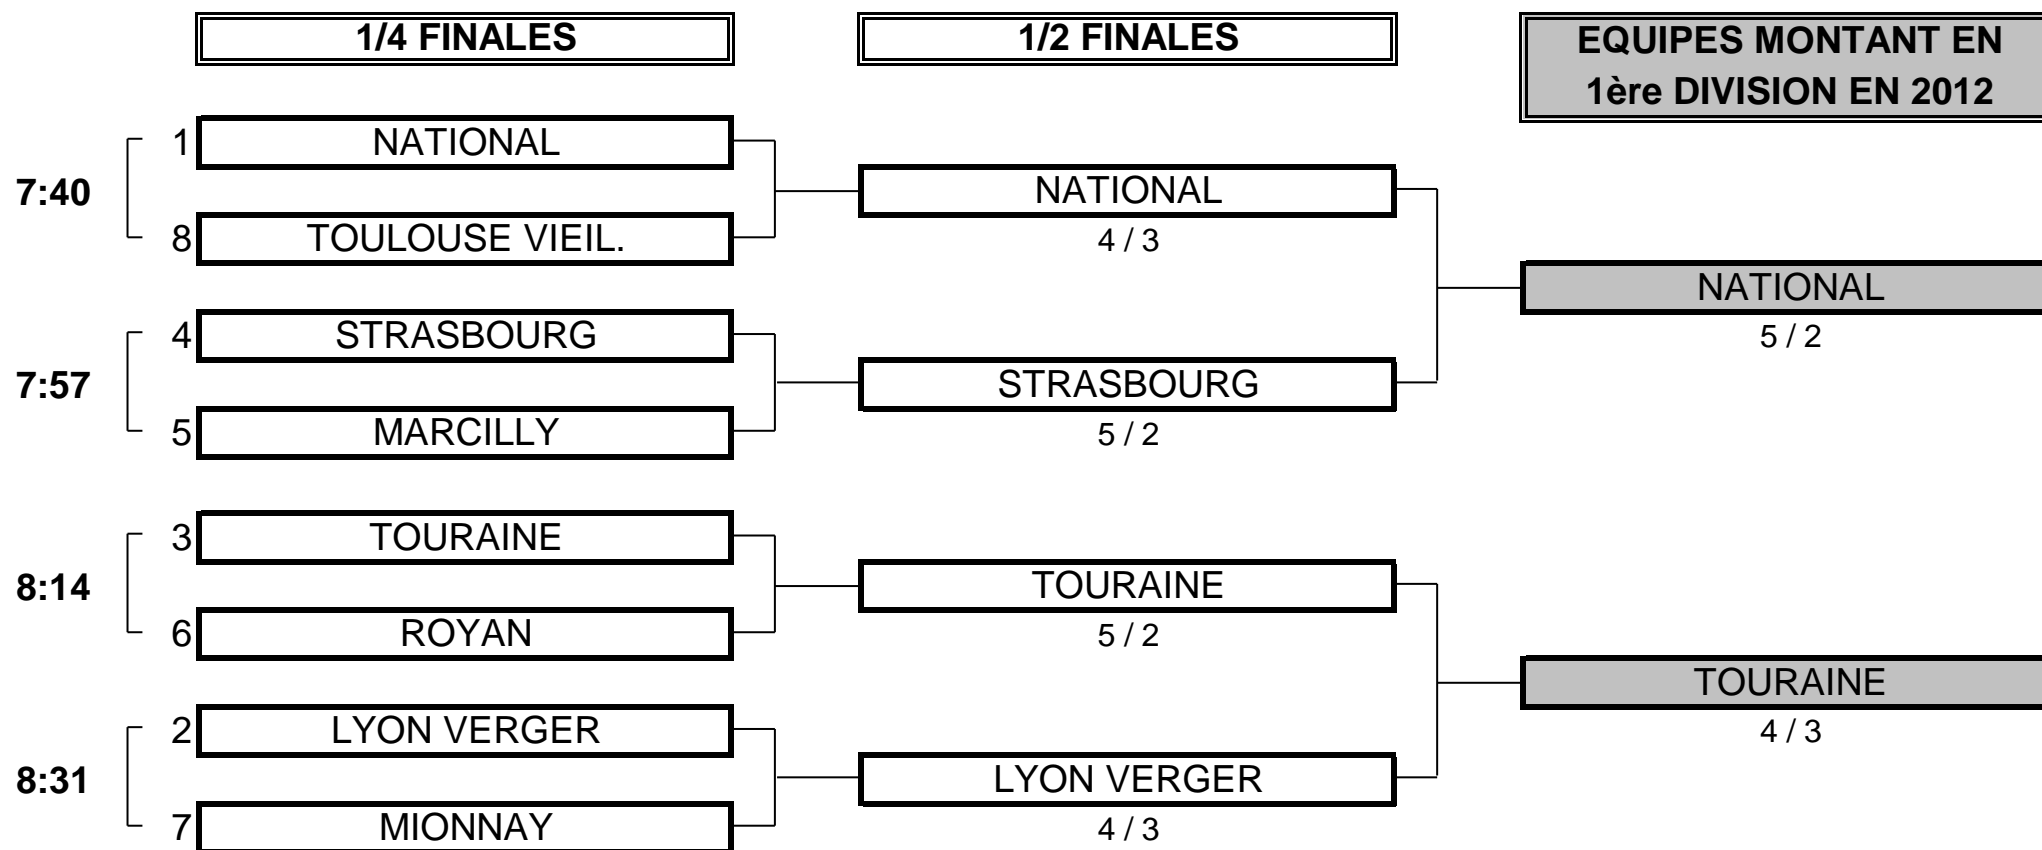 1/4 FINALES
1/2 FINALES
EQUIPES MONTANT EN
1ère DIVISION EN 2012
1 NATIONAL
7:40
NATIONAL
8 TOULOUSE VIEIL.
4 / 3
NATIONAL
4 STRASBOURG
5 / 2
7:57
STRASBOURG
5 MARCILLY
5 / 2
3 TOURAINE
8:14
TOURAINE
6 ROYAN
5 / 2
TOURAINE
2 LYON VERGER
4 / 3
8:31
LYON VERGER
7 MIONNAY
4 / 3